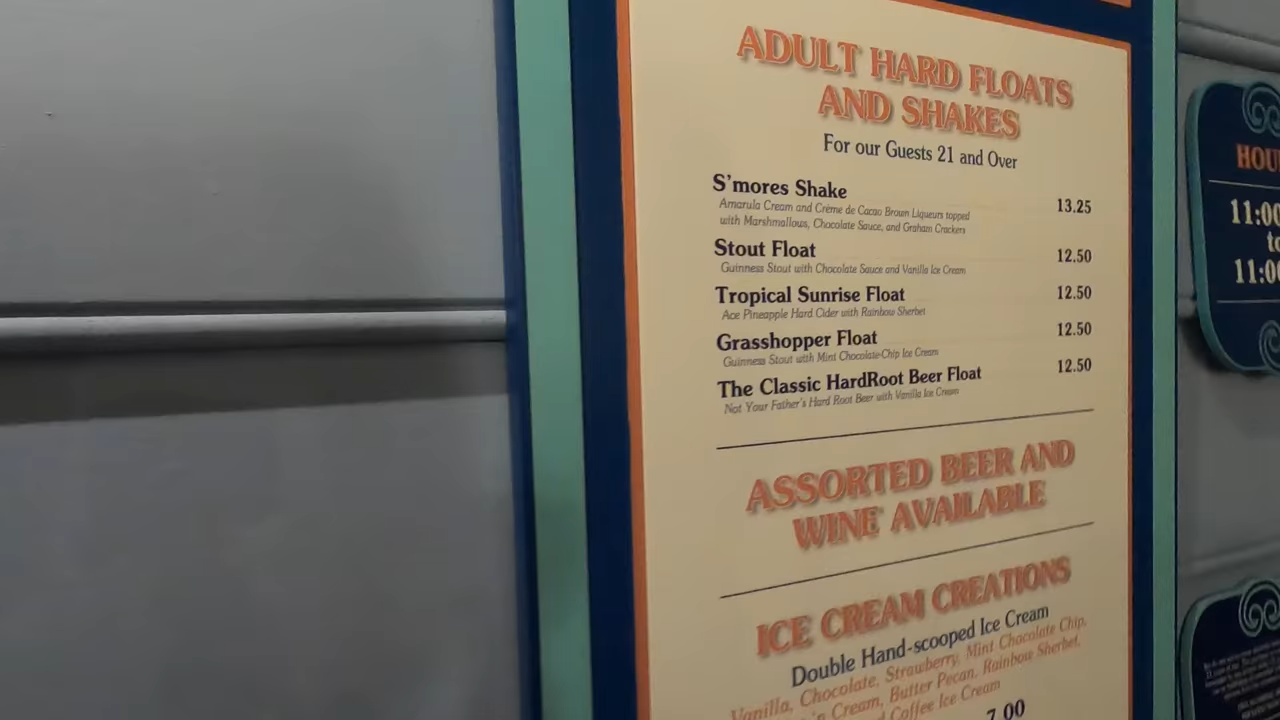 ADULT HARD FLOATS
AND SHAKES
For our Guests 21 and Over
S'mores Shake 13.25
Amarula Cream and Crème de Cacao Brown Liqueurs topped
with Marshmallows, Chocolate Sauce, and Graham Crackers
Stout Float 12.50
Guinness Stout with Chocolate Sauce and Vanilla Ice Cream
Tropical Sunrise Float 12.50
Ace Pineapple Hard Cider with Rainbow Sherbet
Grasshopper Float 12.50
Guinness Stout with Mint Chocolate-Chip Ice Cream
The Classic HardRoot Beer Float 12.50
Not Your Father's Hard Root Beer with Vanilla Ice Cream
ASSORTED BEER AND
WINE AVAILABLE
ICE CREAM CREATIONS
Double Hand-scooped Ice Cream
Vanilla, Chocolate, Strawberry, Mint Chocolate Chip,
Cream, Butter Pecan, Rainbow Sherbet,
Coffee Ice Cream
7.00
HOU
11:00
to
11:00